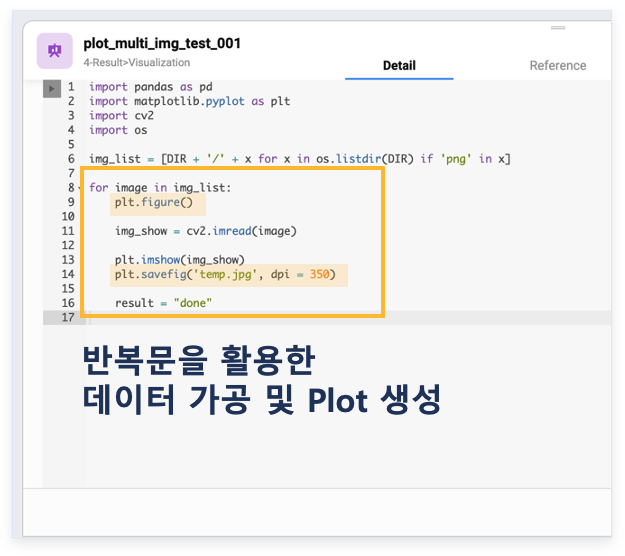 plot_multi_img_test_001
4-Result>Visualization
Detail
Reference
1 import pandas as pd
2 import matplotlib.pyplot as plt
3 import cv2
4 import os
5
6 img_list = [DIR + '/' + x for x in os.listdir(DIR) if 'png' in x]
7
8 for image in img_list:
9 plt.figure()
10
11 img_show = cv2.imread(image)
12
13 plt.imshow(img_show)
14 plt.savefig('temp.jpg', dpi = 350)
15
16 result = "done"
17
반복문을 활용한
데이터 가공 및 Plot 생성